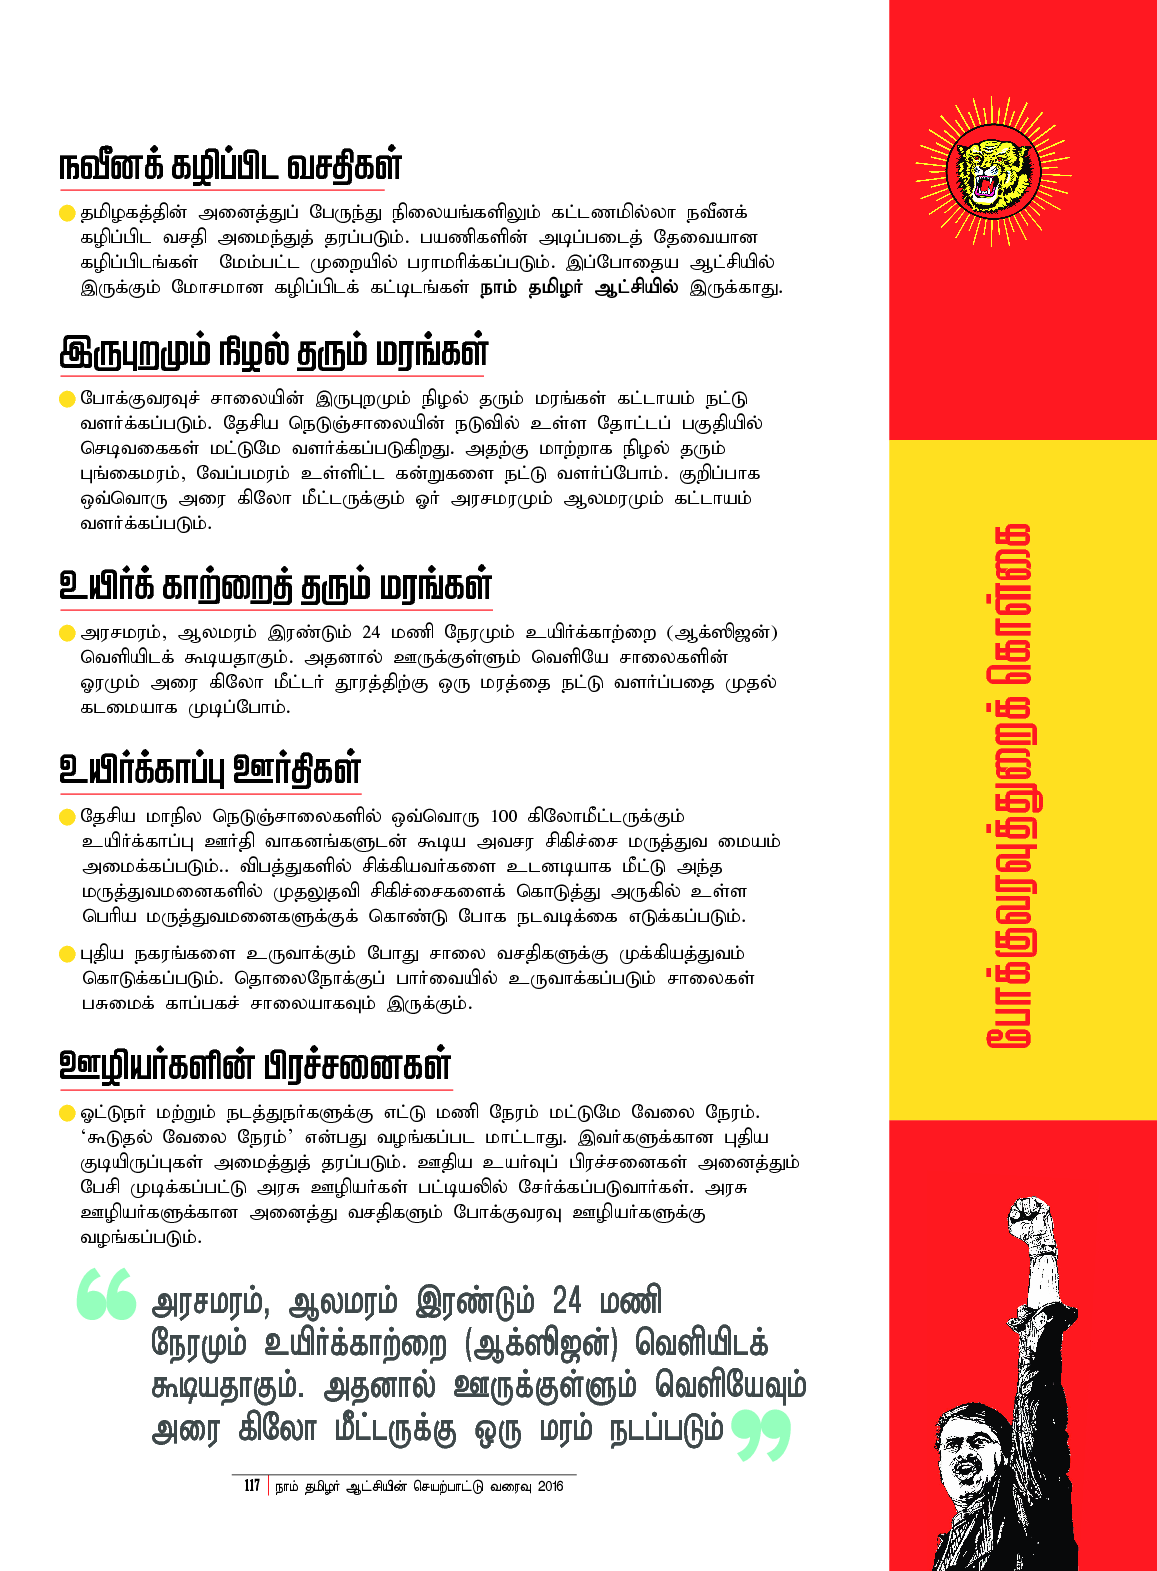 நவீனக் கழிப்பிட வசதிகள்
தமிழகத்தின் அனைத்துப் பேருந்து நிலையங்களிலும் கட்டணமில்லா நவீனக்
கழிப்பிட வசதி அமைந்துத் தரப்படும். பயணிகளின் அடிப்படைத் தேவையான
கழிப்பிடங்கள் மேம்பட்ட முறையில் பராமரிக்கப்படும். இப்போதைய ஆட்சியில்
இருக்கும் மோசமான கழிப்பிடக் கட்டிடங்கள் நாம் தமிழர் ஆட்சியில் இருக்காது.
இருபுறமும் நிழல் தரும் மரங்கள்
போக்குவரவுச் சாலையின் இருபுறமும் நிழல் தரும் மரங்கள் கட்டாயம் நட்டு
வளர்க்கப்படும். தேசிய நெடுஞ்சாலையின் நடுவில் உள்ள தோட்டப் பகுதியில்
செடிவகைகள் மட்டுமே வளர்க்கப்படுகிறது. அதற்கு மாற்றாக நிழல் தரும்
புங்கைமரம், வேப்பமரம் உள்ளிட்ட கன்றுகளை நட்டு வளர்ப்போம். குறிப்பாக
ஒவ்வொரு அரை கிலோ மீட்டருக்கும் ஓர் அரசமரமும் ஆலமரமும் கட்டாயம்
வளர்க்கப்படும்.
உயிர்க் காற்றைத் தரும் மரங்கள்
அரசமரம், ஆலமரம் இரண்டும் 24 மணி நேரமும் உயிர்க்காற்றை (ஆக்ஸிஜன்)
வெளியிடக் கூடியதாகும். அதனால் ஊருக்குள்ளும் வெளியே சாலைகளின்
ஓரமும் அரை கிலோ மீட்டர் தூரத்திற்கு ஒரு மரத்தை நட்டு வளர்ப்பதை முதல்
கடமையாக முடிப்போம்.
உயிர்க்காப்பு ஊர்திகள்
தேசிய மாநில நெடுஞ்சாலைகளில் ஒவ்வொரு 100 கிலோமீட்டருக்கும்
உயிர்க்காப்பு ஊர்தி வாகனங்களுடன் கூடிய அவசர சிகிச்சை மருத்துவ மையம்
அமைக்கப்படும்.. விபத்துகளில் சிக்கியவர்களை உடனடியாக மீட்டு அந்த
மருத்துவமனைகளில் முதலுதவி சிகிச்சைகளைக் கொடுத்து அருகில் உள்ள
பெரிய மருத்துவமனைகளுக்குக் கொண்டு போக நடவடிக்கை எடுக்கப்படும்.
புதிய நகரங்களை உருவாக்கும் போது சாலை வசதிகளுக்கு முக்கியத்துவம்
கொடுக்கப்படும். தொலைநோக்குப் பார்வையில் உருவாக்கப்படும் சாலைகள்
பசுமைக் காப்பகச் சாலையாகவும் இருக்கும்.
ஊழியர்களின் பிரச்சனைகள்
ஓட்டுநர் மற்றும் நடத்துநர்களுக்கு எட்டு மணி நேரம் மட்டுமே வேலை நேரம்.
‘கூடுதல் வேலை நேரம்’ என்பது வழங்கப்பட மாட்டாது. இவர்களுக்கான புதிய
குடியிருப்புகள் அமைத்துத் தரப்படும். ஊதிய உயர்வுப் பிரச்சனைகள் அனைத்தும்
பேசி முடிக்கப்பட்டு அரசு ஊழியர்கள் பட்டியலில் சேர்க்கப்படுவார்கள். அரசு
ஊழியர்களுக்கான அனைத்து வசதிகளும் போக்குவரவு ஊழியர்களுக்கு
வழங்கப்படும்.
“ அரசமரம், ஆலமரம் இரண்டும் 24 மணி
நேரமும் உயிர்க்காற்றை (ஆக்ஸிஜன்) வெளியிடக்
கூடியதாகும். அதனால் ஊருக்குள்ளும் வெளியேவும்
அரை கிலோ மீட்டருக்கு ஒரு மரம் நடப்படும் ”
117 | நாம் தமிழர் ஆட்சியின் செயற்பாட்டு வரைவு 2016
போக்குவரவுத்துறைக் கொள்கை